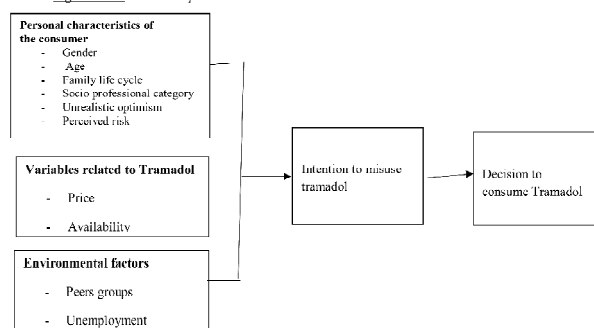 Personal characteristics of
the consumer
- Gender
- Age
- Family life cycle
- Socio professional category
- Unrealistic optimism
- Perceived risk
Variables related to Tramadol
- Price
- Availability
Environmental factors
- Peers groups
- Unemployment
Intention to misuse
tramadol
Decision to
consume Tramadol